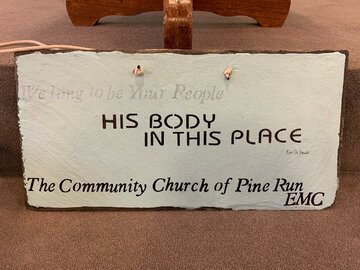 We long to be Your People
HIS BODY
IN THIS PLACE
The Community Church of Pine Run
EMC